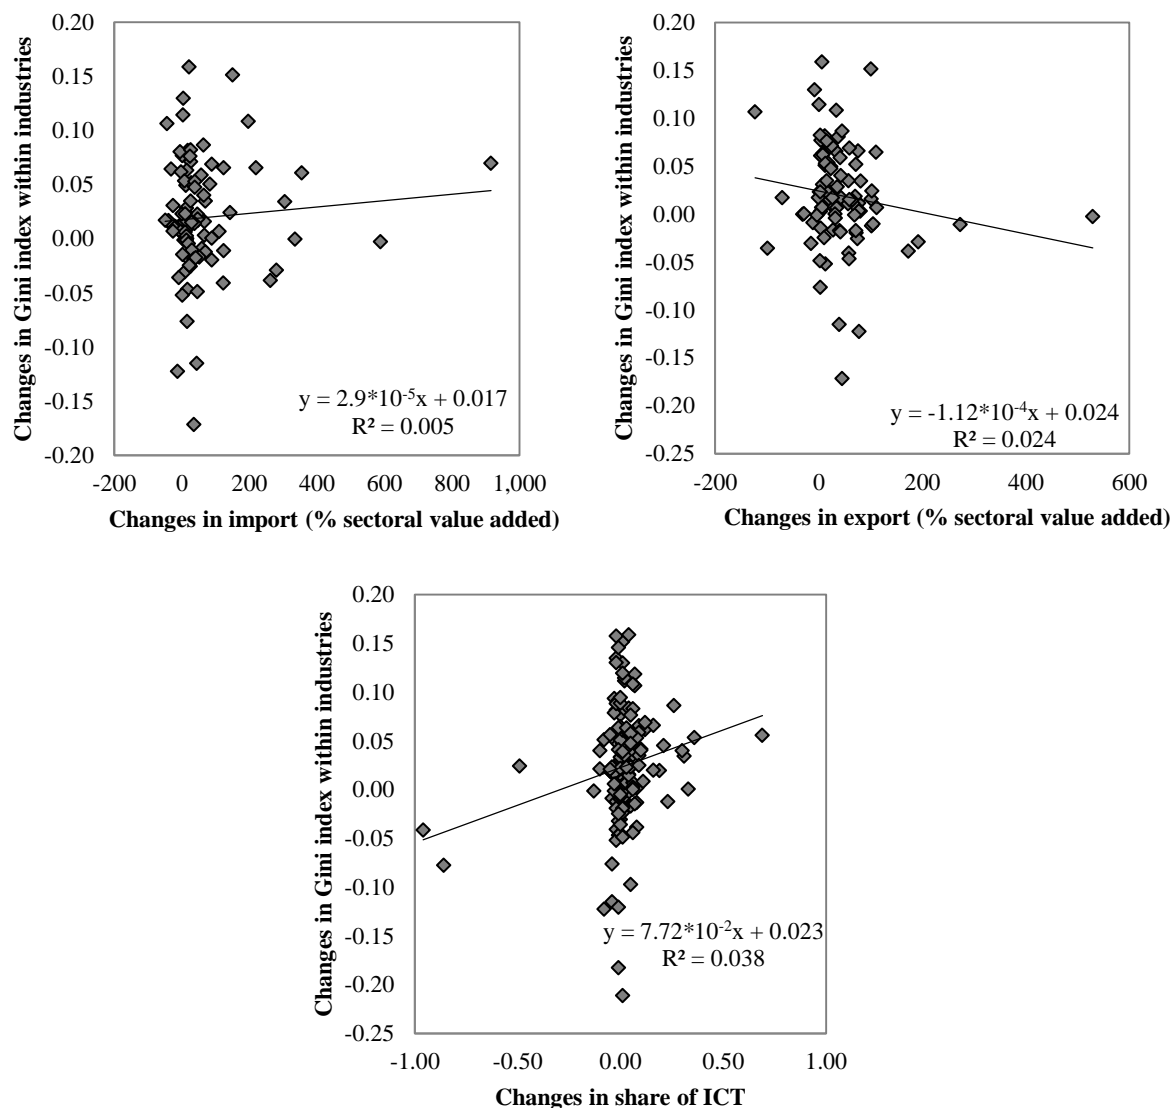 Changes in Gini index within industries
0.20
0.15
0.10
0.05
0.00
-0.05
-0.10
-0.15
-0.20
y = 2.9*10-5x + 0.017
R² = 0.005
-200 0 200 400 600 800 1,000
Changes in import (% sectoral value added)
Changes in Gini index within industries
0.20
0.15
0.10
0.05
0.00
-0.05
-0.10
-0.15
-0.20
-0.25
y = -1.12*10-4x + 0.024
R² = 0.024
-200 0 200 400 600
Changes in export (% sectoral value added)
Changes in Gini index within industries
0.20
0.15
0.10
0.05
0.00
-0.05
-0.10
-0.15
-0.20
-0.25
y = 7.72*10-2x + 0.023
R² = 0.038
-1.00 -0.50 0.00 0.50 1.00
Changes in share of ICT